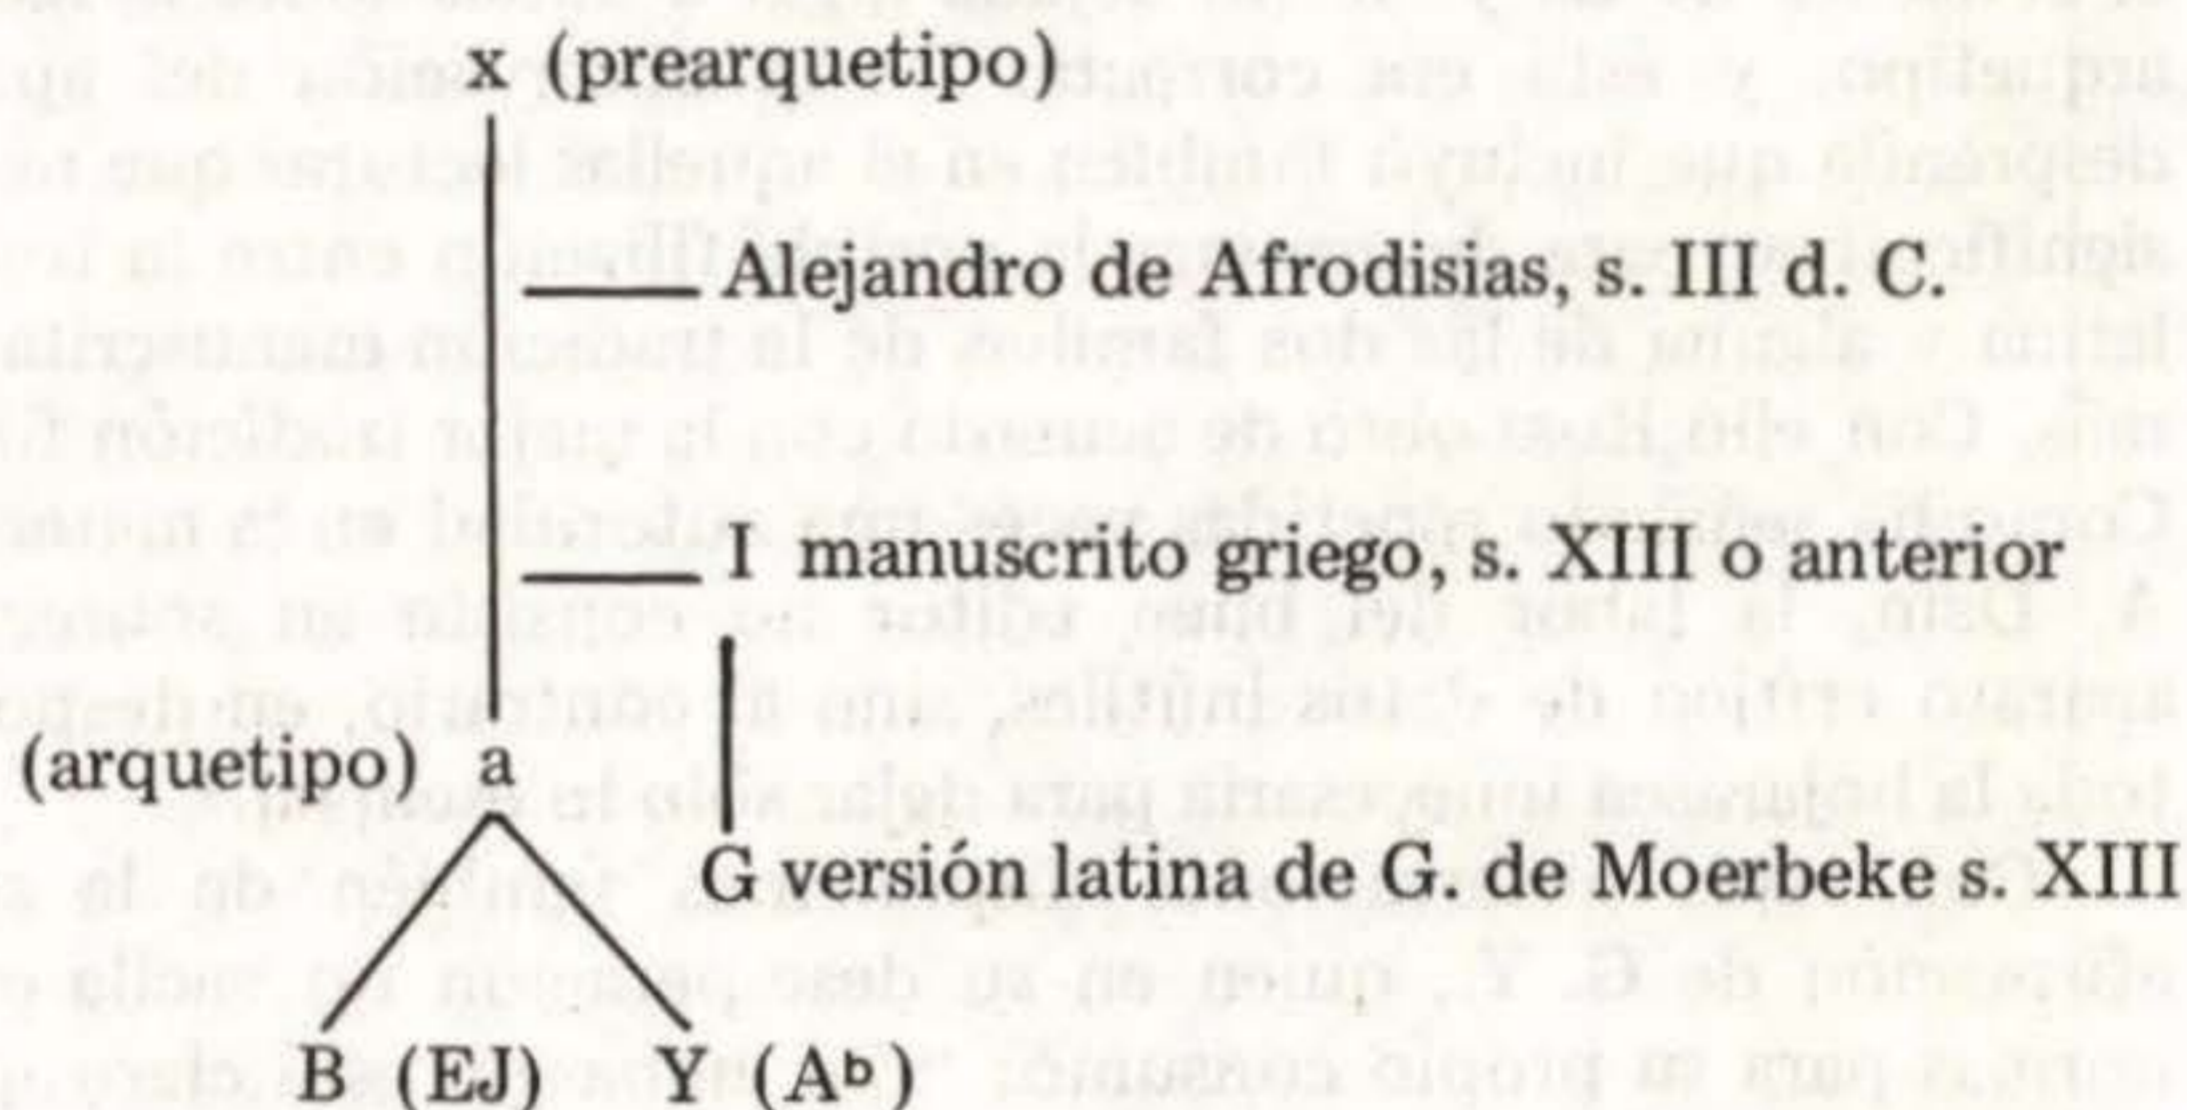 x (prearquetipo)
Alejandro de Afrodisias, s. III d. C.
I manuscrito griego, s. XIII o anterior
(arquetipo) a
G versión latina de G. de Moerbeke s. XIII
B (EJ) Y (Aᵇ)